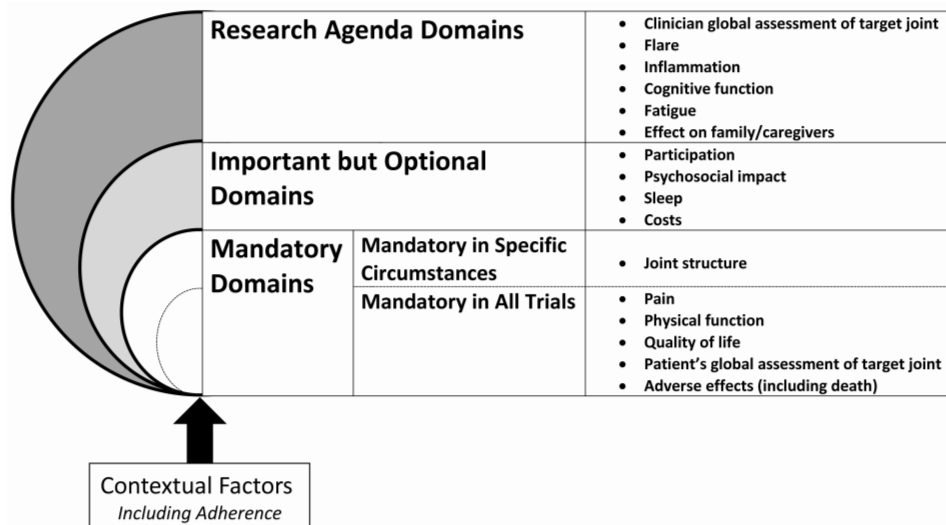 Research Agenda Domains
• Clinician global assessment of target joint
• Flare
• Inflammation
• Cognitive function
• Fatigue
• Effect on family/caregivers
Important but Optional
Domains
• Participation
• Psychosocial impact
• Sleep
• Costs
Mandatory
Domains
Mandatory in Specific
Circumstances
• Joint structure
Mandatory in All Trials
• Pain
• Physical function
• Quality of life
• Patient's global assessment of target joint
• Adverse effects (including death)
Contextual Factors
Including Adherence